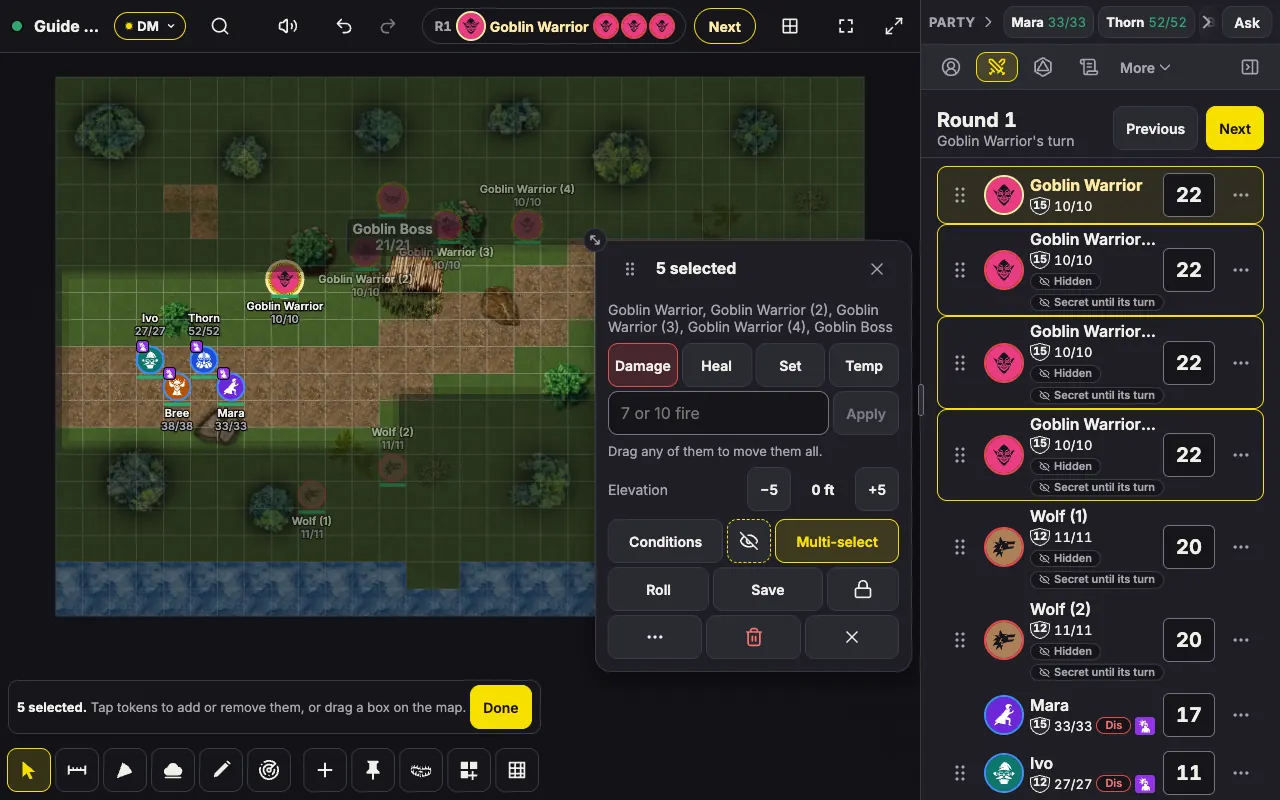 Guide ...
DM
R1
Goblin Warrior
Next
PARTY
Mara 33/33
Thorn 52/52
Ask
More
Round 1
Goblin Warrior's turn
Previous
Next
Goblin Warrior
15 10/10
22
Goblin Warrior...
15 10/10
Hidden
Secret until its turn
22
Goblin Warrior...
15 10/10
Hidden
Secret until its turn
22
Goblin Warrior...
15 10/10
Hidden
Secret until its turn
22
Wolf (1)
12 11/11
Hidden
Secret until its turn
20
Wolf (2)
12 11/11
Hidden
Secret until its turn
20
Mara
15 33/33 Dis
17
Ivo
12 27/27 Dis
11
Goblin Warrior (4)
10/10
Goblin Boss
21/21
Goblin Warrior (3)
10/10
Goblin Warrior (2)
10/10
Goblin Warrior
10/10
Ivo
27/27
Thorn
52/52
Bree
38/38
Mara
33/33
Wolf (2)
11/11
Wolf (1)
11/11
5 selected
Goblin Warrior, Goblin Warrior (2), Goblin
Warrior (3), Goblin Warrior (4), Goblin Boss
Damage
Heal
Set
Temp
7 or 10 fire
Apply
Drag any of them to move them all.
Elevation
−5
0 ft
+5
Conditions
Multi-select
Roll
Save
5 selected. Tap tokens to add or remove them, or drag a box on the map.
Done